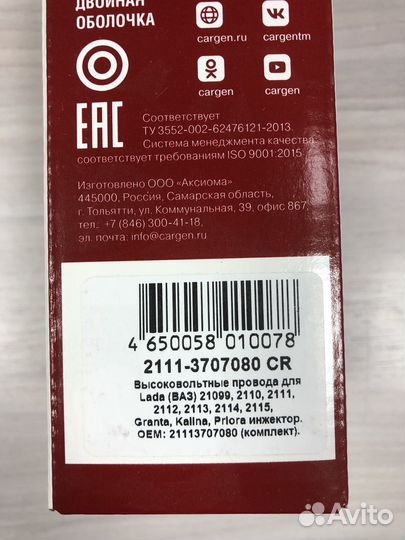 ДВОЙНАЯ
ОБОЛОЧКА
cargen.ru
cargentm
cargen
cargen
EAC
Соответствует
ТУ 3552-002-62476121-2013.
Система менеджмента качества
соответствует требованиям ISO 9001:2015
Изготовлено ООО «Аксиома»
445000, Россия, Самарская область,
г. Тольятти, ул. Коммунальная, 39, офис 867,
тел.: +7 (846) 300-41-18,
эл. почта: info@cargen.ru
4 650058 010078
2111-3707080 CR
Высоковольтные провода для
Lada (ВАЗ) 21099, 2110, 2111,
2112, 2113, 2114, 2115,
Granta, Kalina, Priora инжектор.
OEM: 21113707080 (комплект).
Avito